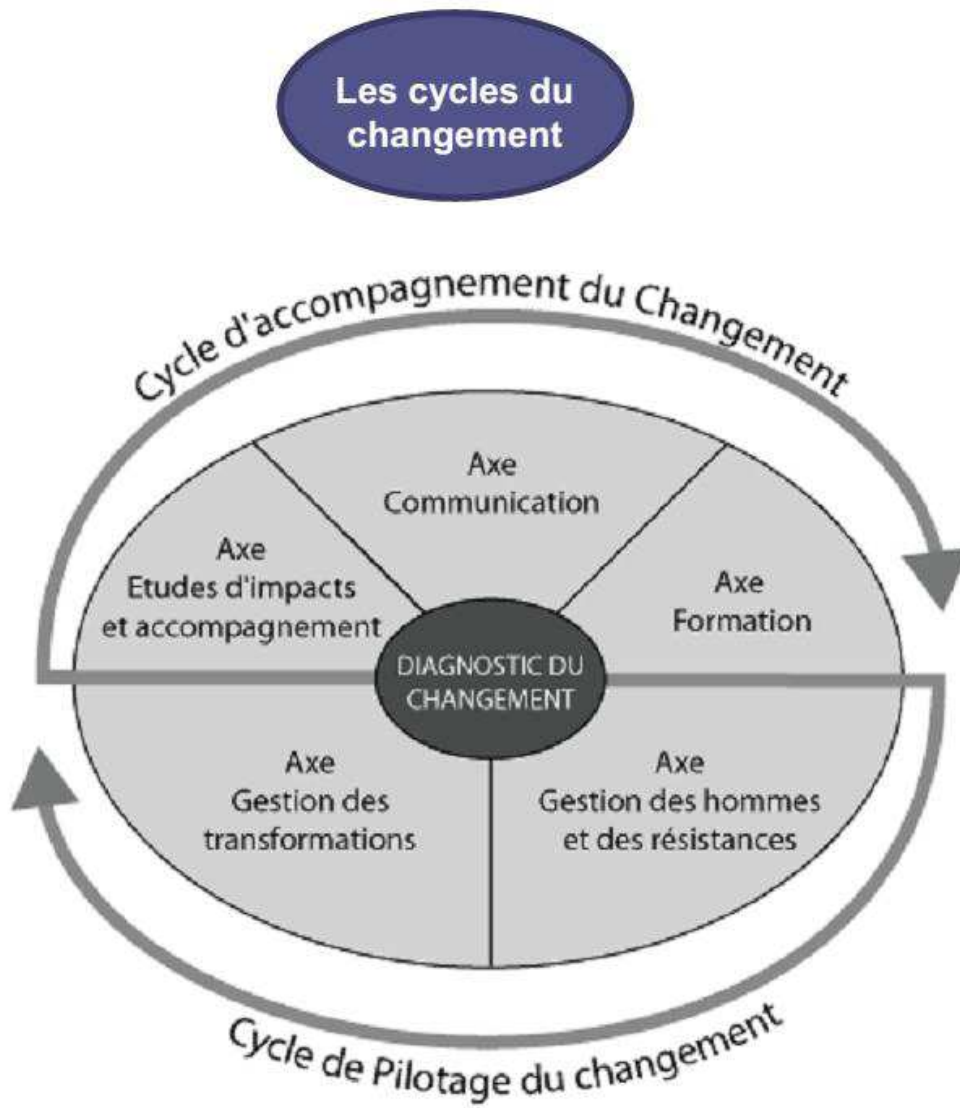 Les cycles du
changement
Cycle d'accompagnement du Changement
Axe
Communication
Axe
Etudes d'impacts
et accompagnement
Axe
Formation
DIAGNOSTIC DU
CHANGEMENT
Axe
Gestion des
transformations
Axe
Gestion des hommes
et des résistances
Cycle de Pilotage du changement